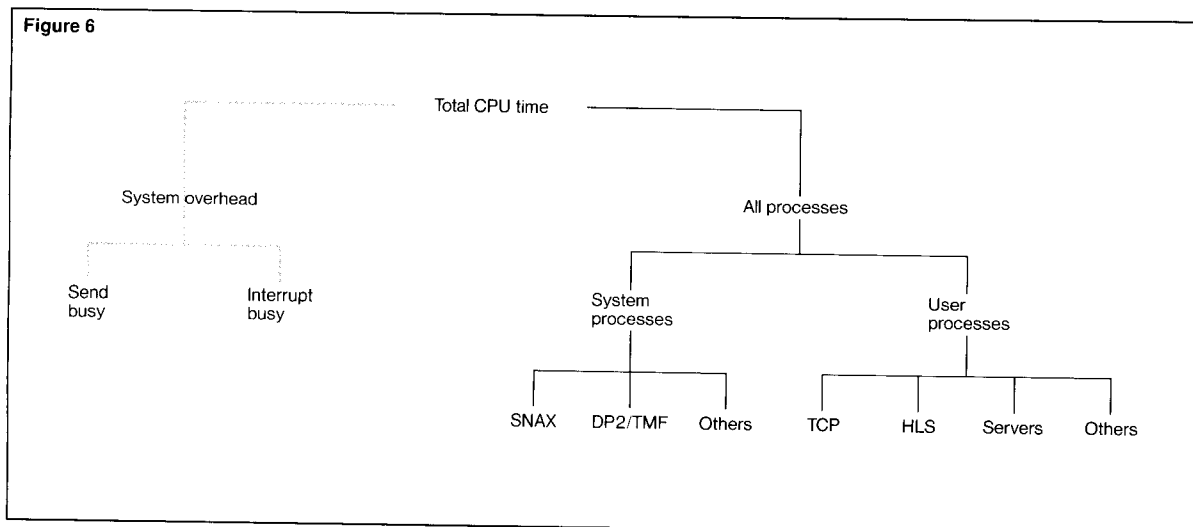 Figure 6
Total CPU time
System overhead
All processes
Send
busy
Interrupt
busy
System
processes
User
processes
SNAX
DP2/TMF
Others
TCP
HLS
Servers
Others